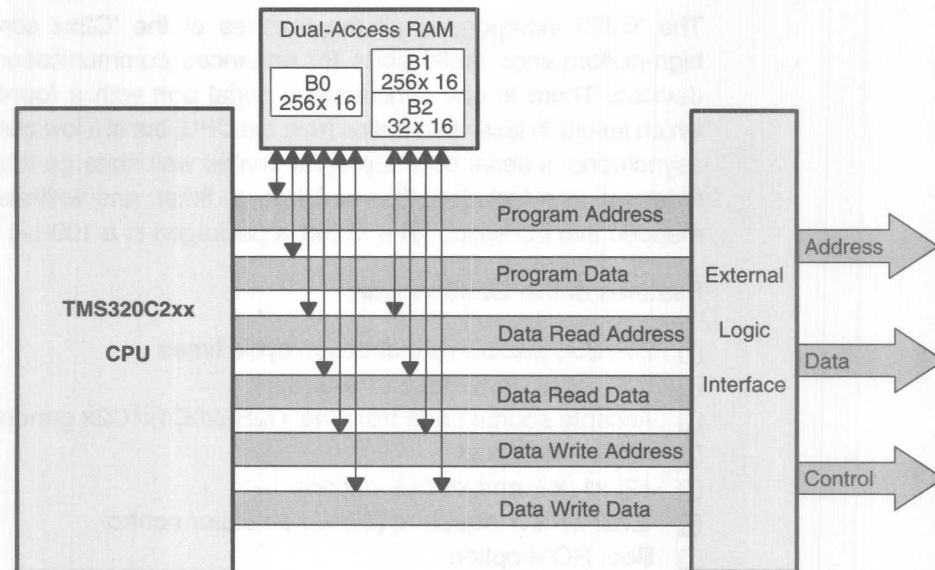 Dual-Access RAM
B0
256x 16
B1
256x 16
B2
32x 16
TMS320C2xx
CPU
Program Address
Program Data
Data Read Address
Data Read Data
Data Write Address
Data Write Data
External
Logic
Interface
Address
Data
Control